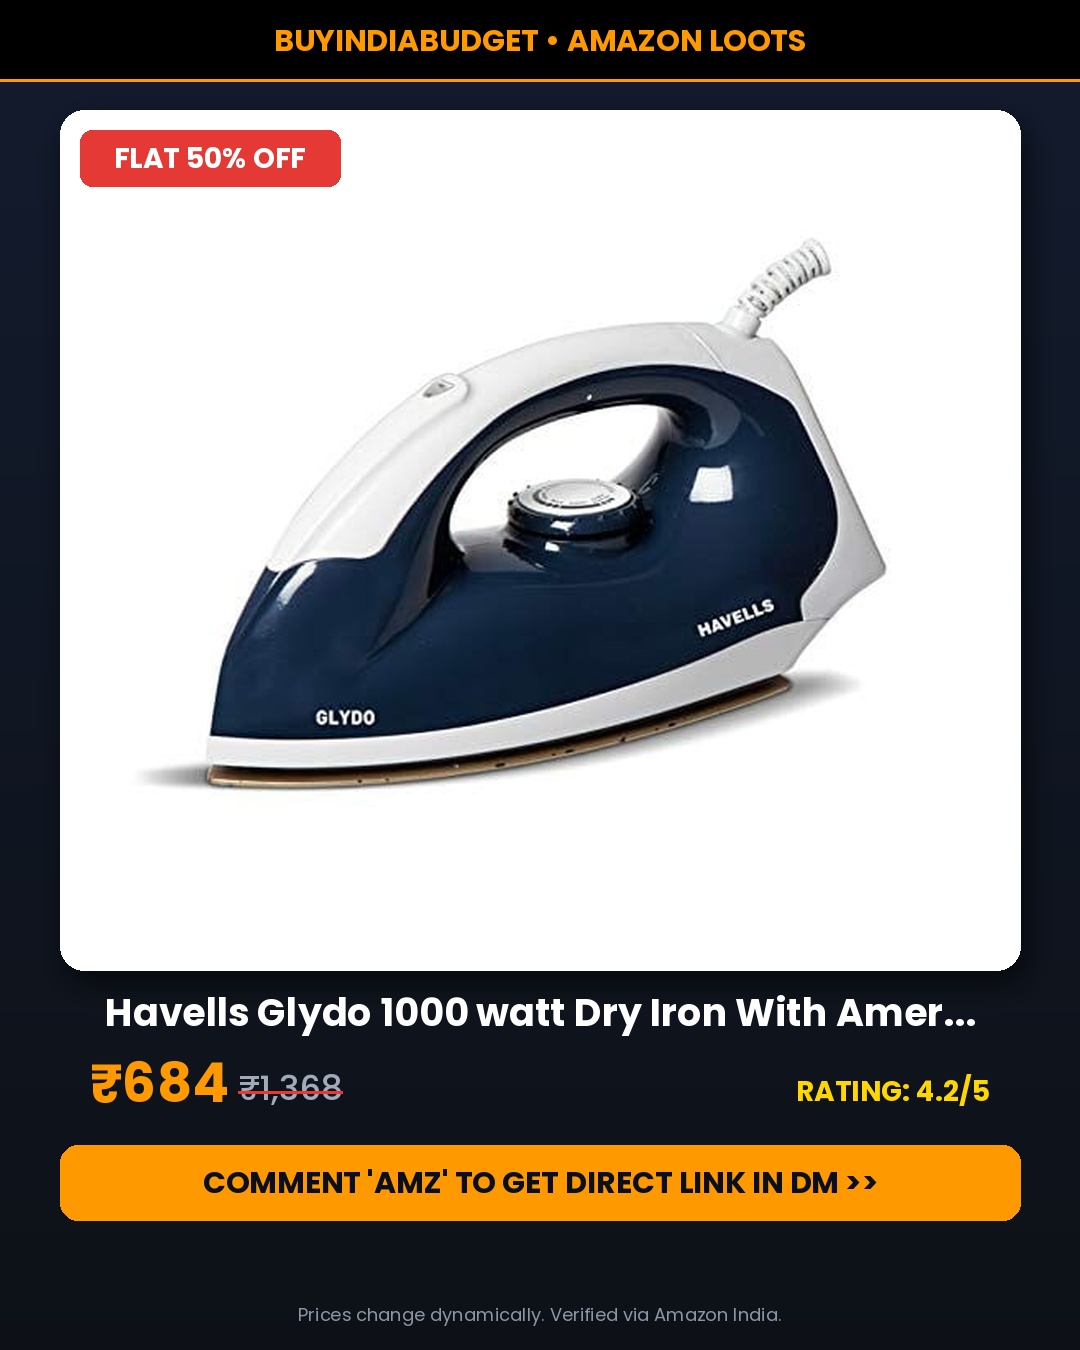 BUYINDIABUDGET • AMAZON LOOTS
FLAT 50% OFF
HAVELLS
GLYDO
Havells Glydo 1000 watt Dry Iron With Amer...
₹684 ₹1,368
RATING: 4.2/5
COMMENT 'AMZ' TO GET DIRECT LINK IN DM >>
Prices change dynamically. Verified via Amazon India.